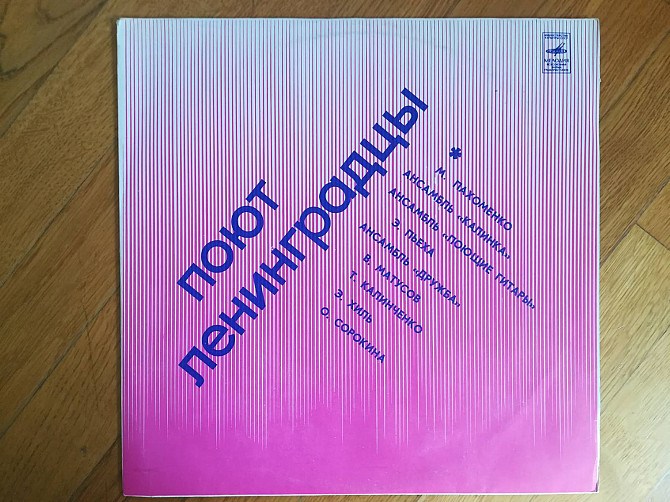 МЕЛОДИЯ
поют
ленинградцы
М. ПАХОМЕНКО
АНСАМБЛЬ «КАЛИНКА»
АНСАМБЛЬ «ПОЮЩИЕ ГИТАРЫ»
Э. ПЬЕХА
АНСАМБЛЬ «ДРУЖБА»
В. МАТУСОВ
Т. КАЛИНЧЕНКО
Э. ХИЛЬ
О. СОРОКИНА